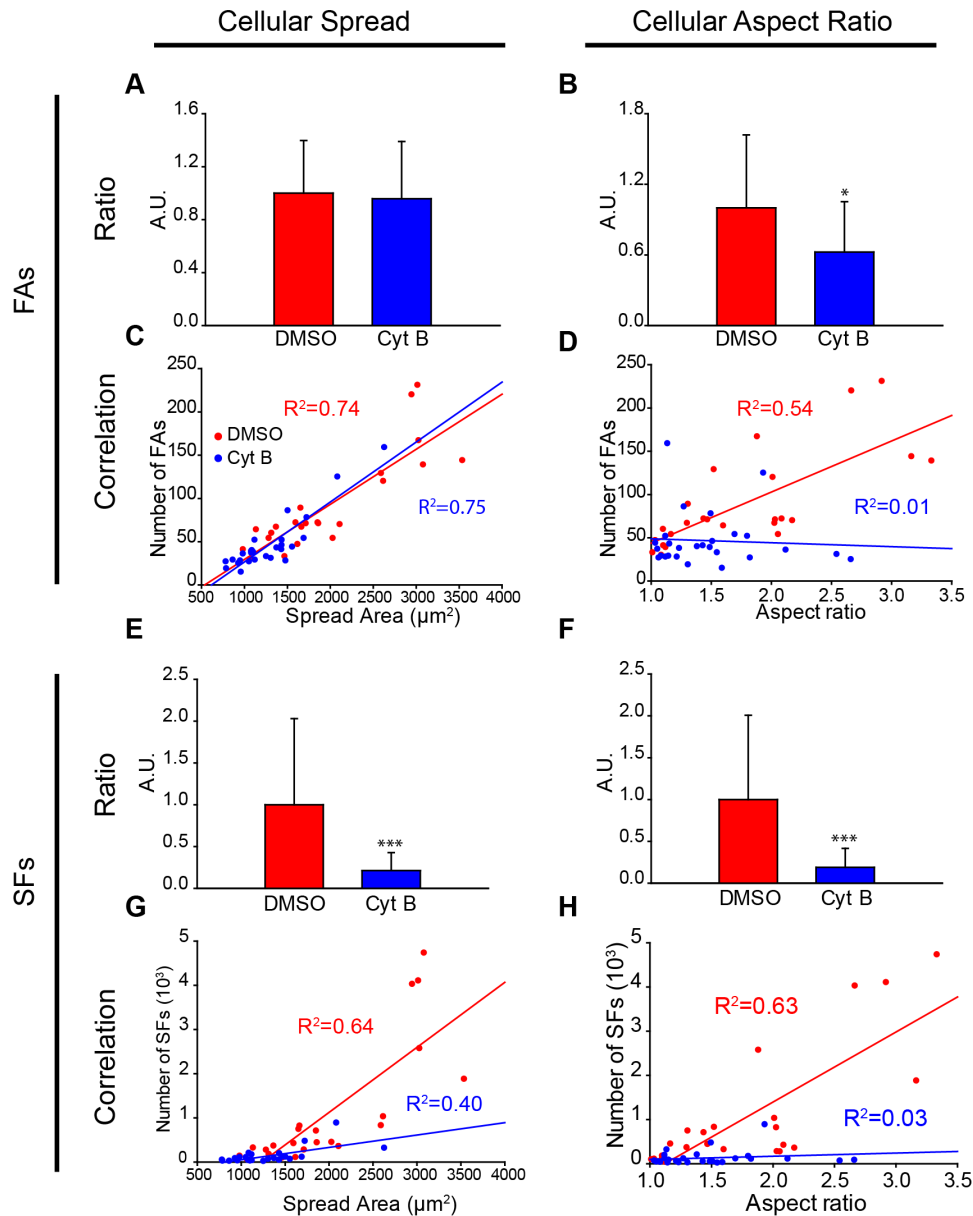 Cellular Spread
Cellular Aspect Ratio
FAs
Ratio
A
1.6
1.2
0.8
0.4
0.0
A.U.
DMSO
Cyt B
B
1.8
1.2
0.6
0.0
A.U.
*
DMSO
Cyt B
Correlation
C
250
200
150
100
50
0
Number of FAs
R²=0.74
DMSO
Cyt B
R²=0.75
500 1000 1500 2000 2500 3000 3500 4000
Spread Area (µm²)
D
250
200
150
100
50
0
Number of FAs
R²=0.54
R²=0.01
1.0 1.5 2.0 2.5 3.0 3.5
Aspect ratio
SFs
Ratio
E
2.5
2.0
1.5
1.0
0.5
0.0
A.U.
***
DMSO
Cyt B
F
2.5
2.0
1.5
1.0
0.5
0.0
A.U.
***
DMSO
Cyt B
Correlation
G
5
4
3
2
1
0
Number of SFs (10³)
R²=0.64
R²=0.40
500 1000 1500 2000 2500 3000 3500 4000
Spread Area (µm²)
H
5
4
3
2
1
0
Number of SFs (10³)
R²=0.63
R²=0.03
1.0 1.5 2.0 2.5 3.0 3.5
Aspect ratio